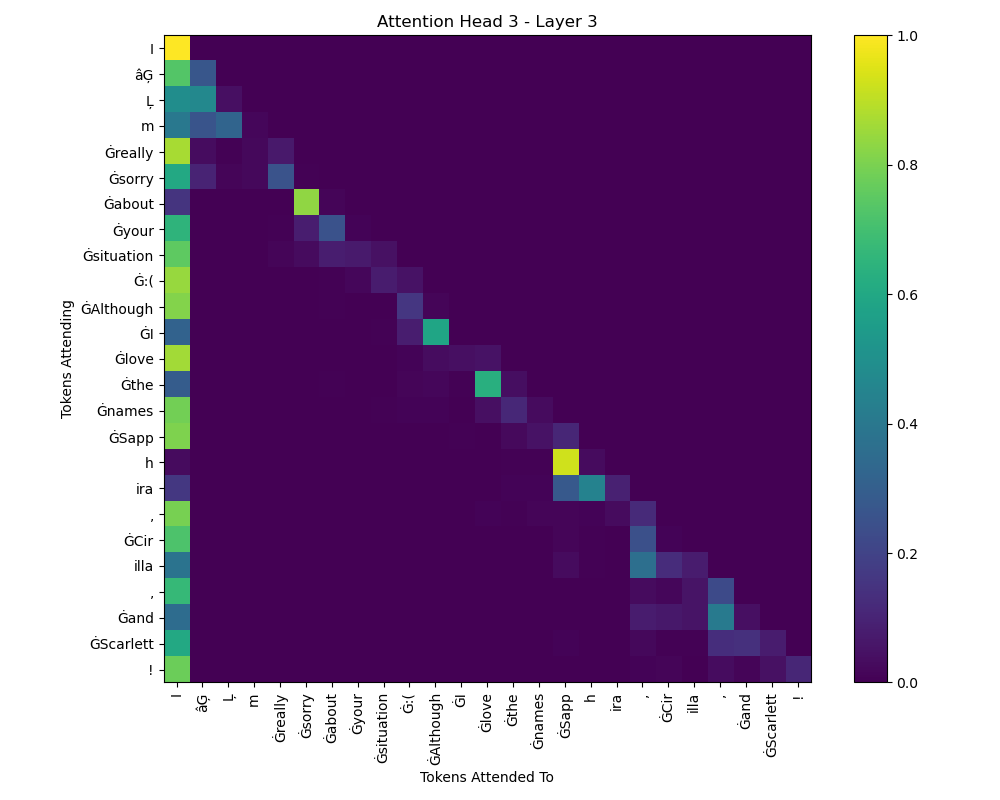 Attention Head 3 - Layer 3
Tokens Attending
I
âĢ
Ļ
m
Ġreally
Ġsorry
Ġabout
Ġyour
Ġsituation
Ġ:(
ĠAlthough
ĠI
Ġlove
Ġthe
Ġnames
ĠSapp
h
ira
,
ĠCir
illa
,
Ġand
ĠScarlett
!
I
âĢ
Ļ
m
Ġreally
Ġsorry
Ġabout
Ġyour
Ġsituation
Ġ:(
ĠAlthough
ĠI
Ġlove
Ġthe
Ġnames
ĠSapp
h
ira
,
ĠCir
illa
,
Ġand
ĠScarlett
!
Tokens Attended To
1.0
0.8
0.6
0.4
0.2
0.0